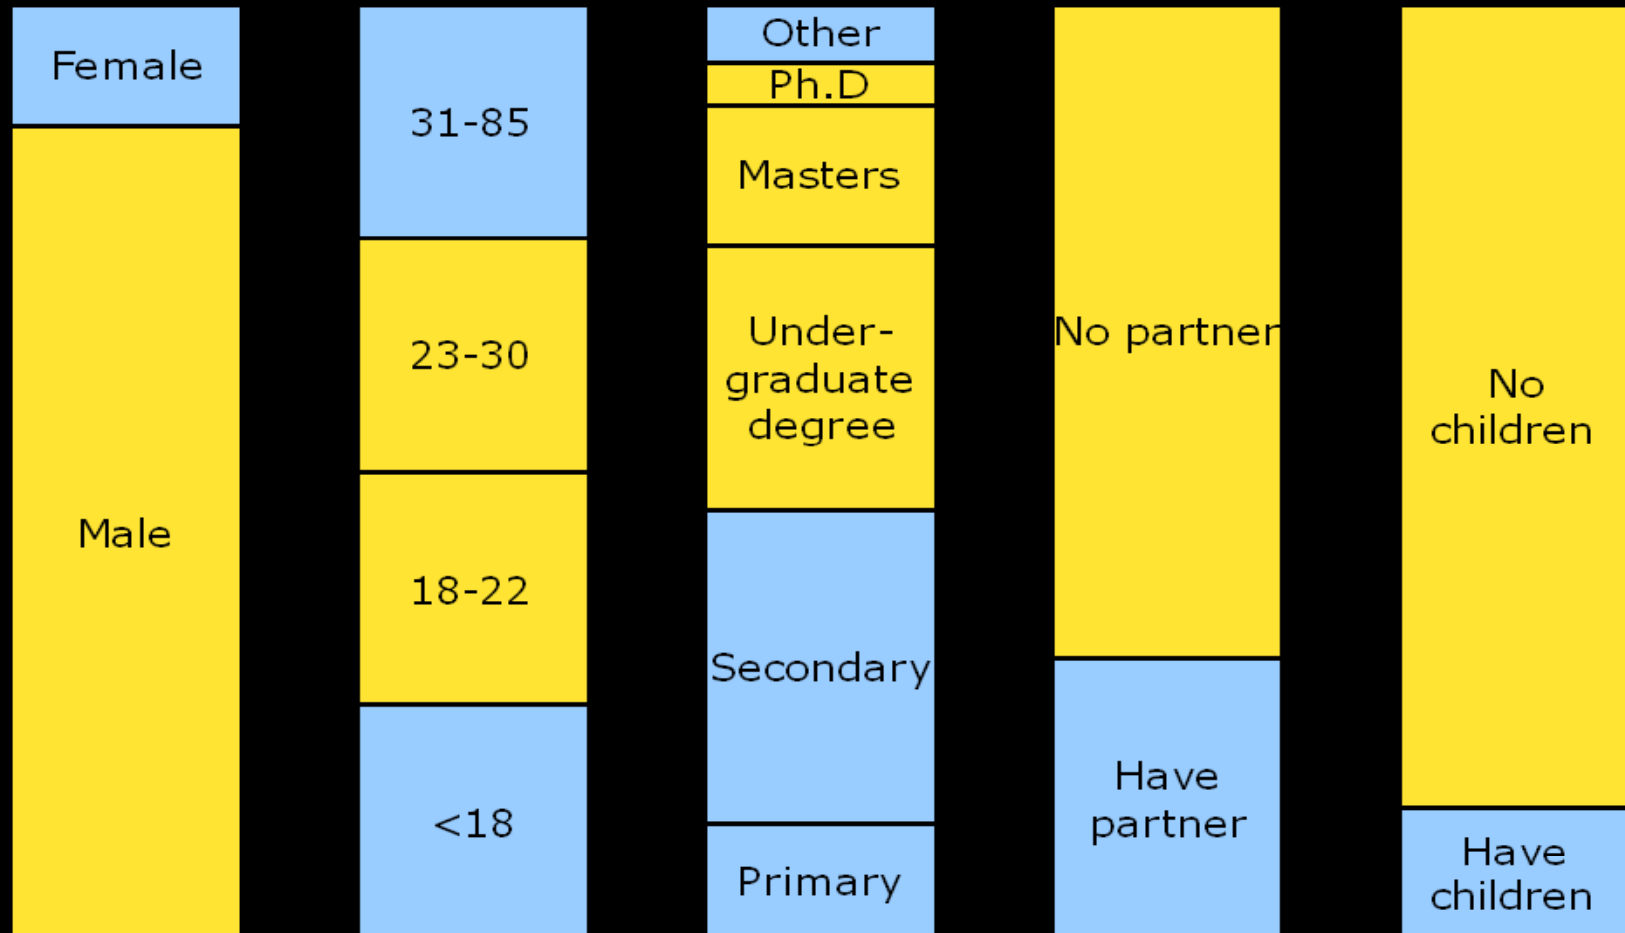 Female
Male
31-85
23-30
18-22
<18
Other
Ph.D
Masters
Under-
graduate
degree
Secondary
Primary
No partner
Have
partner
No
children
Have
children